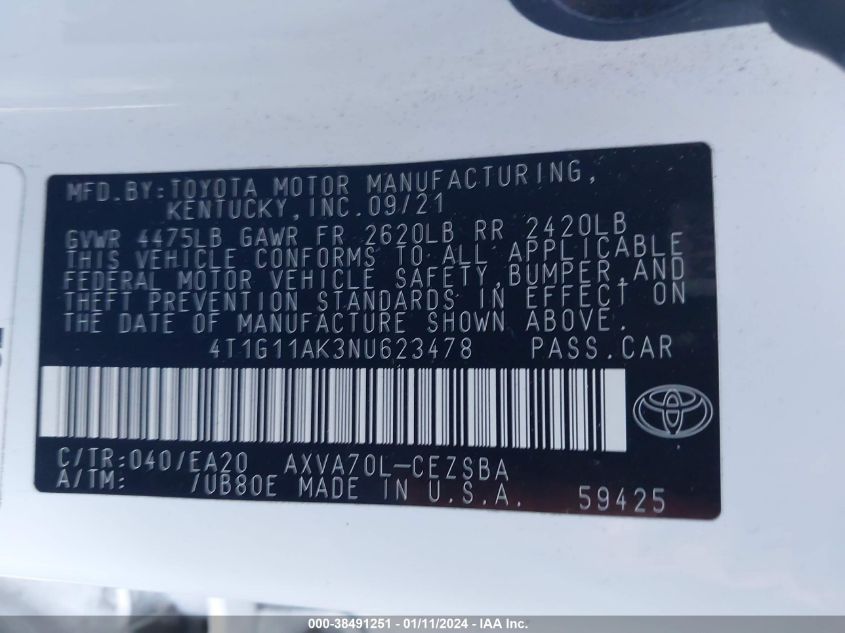 MFD.BY:TOYOTA MOTOR MANUFACTURING,
KENTUCKY,INC.09/21
GVWR 4475LB GAWR FR 2620LB RR 2420LB
THIS VEHICLE CONFORMS TO ALL APPLICABLE
FEDERAL MOTOR VEHICLE SAFETY,BUMPER,AND
THEFT PREVENTION STANDARDS IN EFFECT ON
THE DATE OF MANUFACTURE SHOWN ABOVE.
4T1G11AK3NU623478 PASS.CAR
C/TR:040/EA20 AXVA70L-CEZSBA
A/TM: /UB80E MADE IN U.S.A. 59425
000-38491251 - 01/11/2024 - IAA Inc.